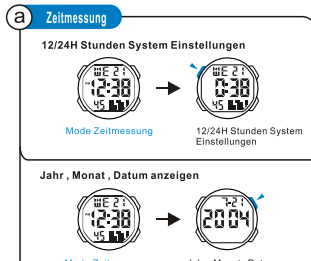 a Zeitmessung
12/24H Stunden System Einstellungen
WE 21
PM 12:38
45
WE 21
0:38
45
Mode Zeitmessung
12/24H Stunden System
Einstellungen
Jahr , Monat , Datum anzeigen
WE 21
12:38
45
7-21
2004